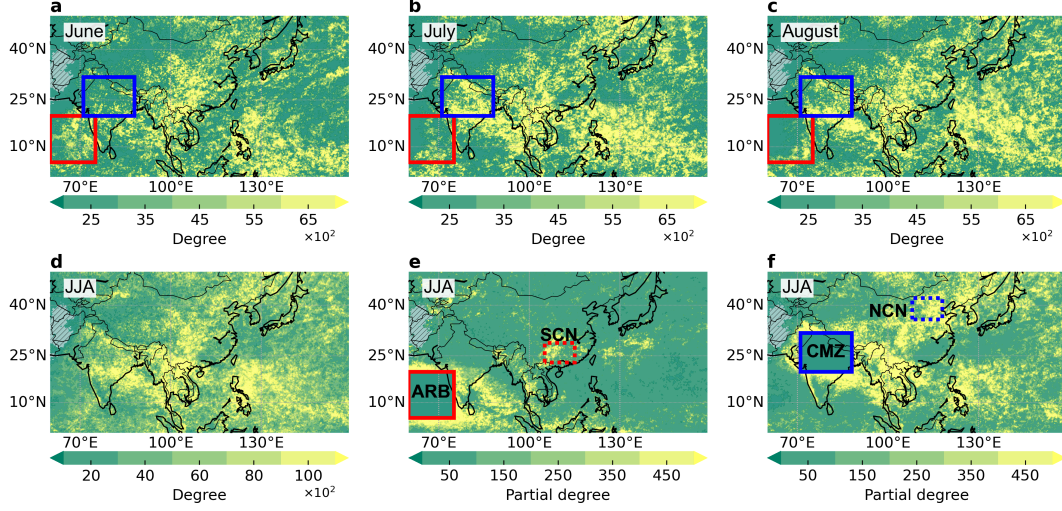 a
June
40°N
25°N
10°N
70°E 100°E 130°E
25 35 45 55 65
Degree
×10²
b
July
40°N
25°N
10°N
70°E 100°E 130°E
25 35 45 55 65
Degree
×10²
c
August
40°N
25°N
10°N
70°E 100°E 130°E
25 35 45 55 65
Degree
×10²
d
JJA
40°N
25°N
10°N
70°E 100°E 130°E
20 40 60 80 100
Degree
×10²
e
JJA
40°N
25°N
10°N
SCN
ARB
70°E 100°E 130°E
50 150 250 350 450
Partial degree
f
JJA
40°N
25°N
10°N
NCN
CMZ
70°E 100°E 130°E
50 150 250 350 450
Partial degree